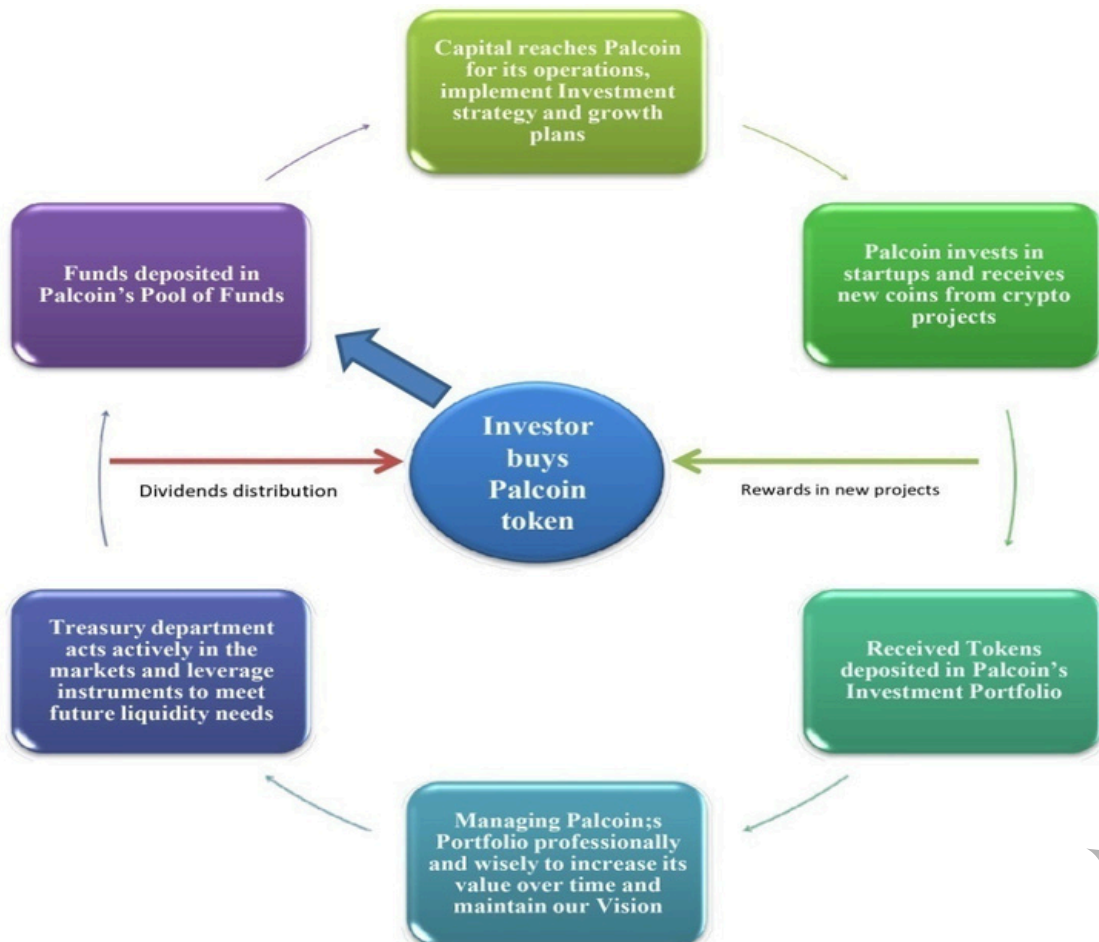 Capital reaches Palcoin
for its operations,
implement Investment
strategy and growth
plans
Funds deposited in
Palcoin's Pool of Funds
Palcoin invests in
startups and receives
new coins from crypto
projects
Investor
buys
Palcoin
token
Dividends distribution
Rewards in new projects
Treasury department
acts actively in the
markets and leverage
instruments to meet
future liquidity needs
Received Tokens
deposited in Palcoin's
Investment Portfolio
Managing Palcoin;s
Portfolio professionally
and wisely to increase its
value over time and
maintain our Vision